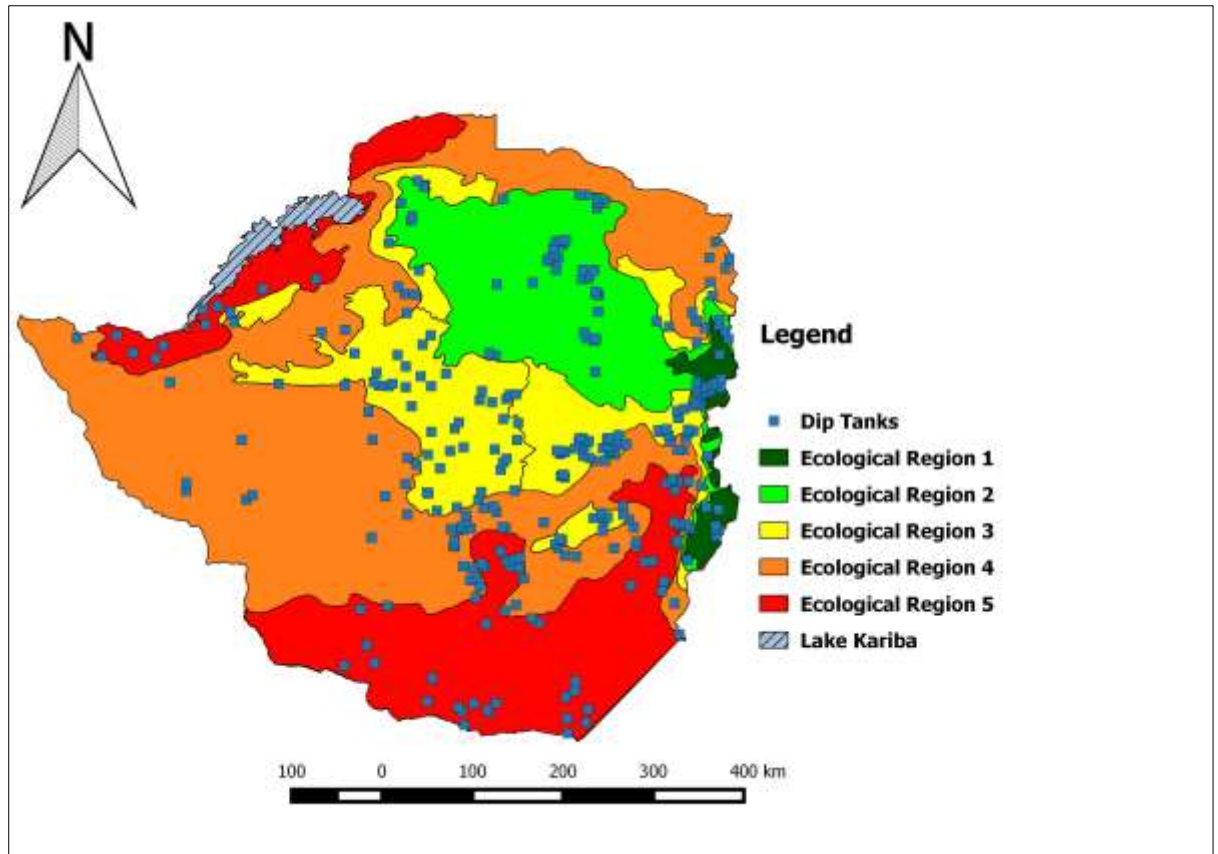 N
Legend
Dip Tanks
Ecological Region 1
Ecological Region 2
Ecological Region 3
Ecological Region 4
Ecological Region 5
Lake Kariba
100 0 100 200 300 400 km